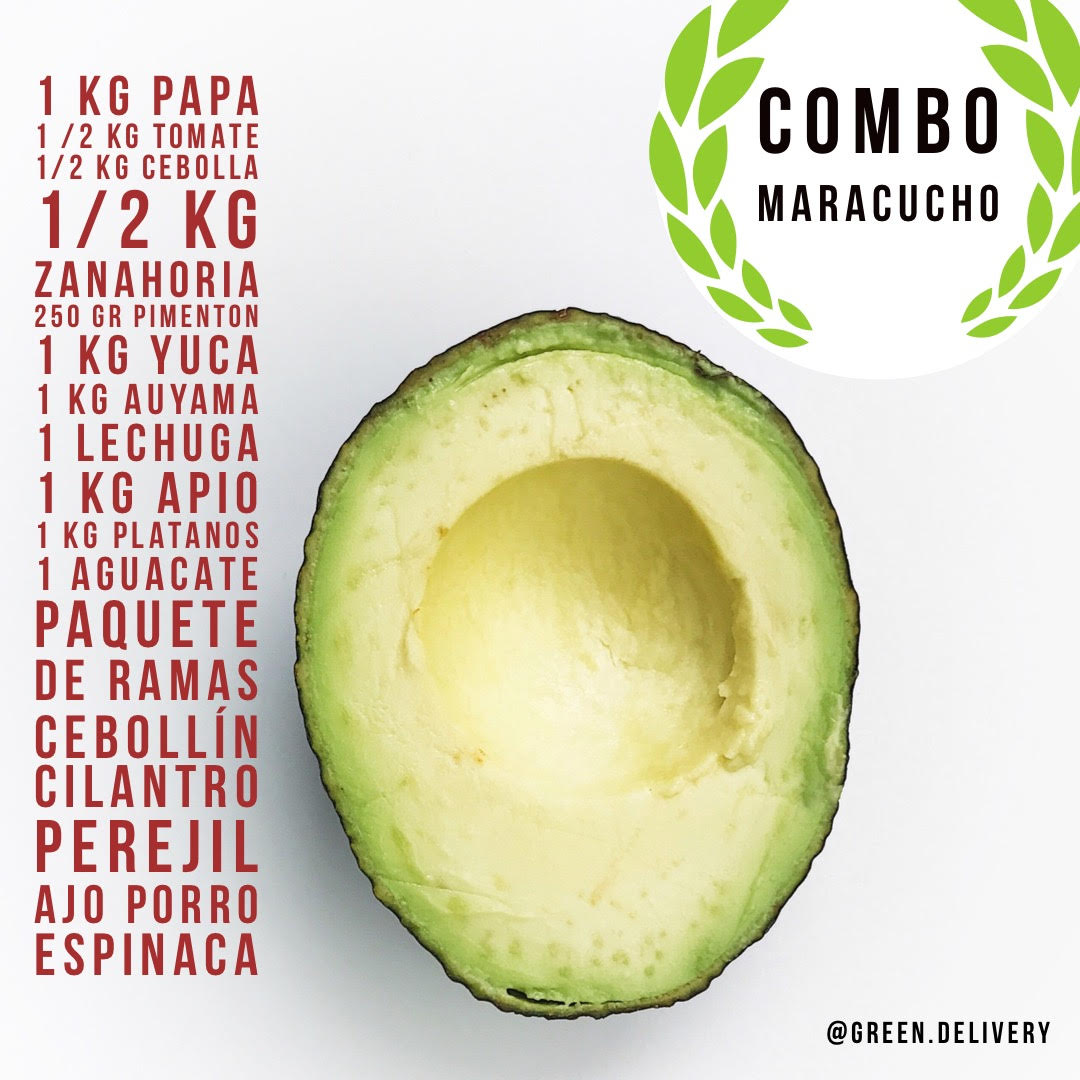 COMBO
MARACUCHO
1 KG PAPA
1 /2 KG TOMATE
1/2 KG CEBOLLA
1/2 KG
ZANAHORIA
250 GR PIMENTON
1 KG YUCA
1 KG AUYAMA
1 LECHUGA
1 KG APIO
1 KG PLATANOS
1 AGUACATE
PAQUETE
DE RAMAS
CEBOLLÍN
CILANTRO
PEREJIL
AJO PORRO
ESPINACA
@GREEN.DELIVERY